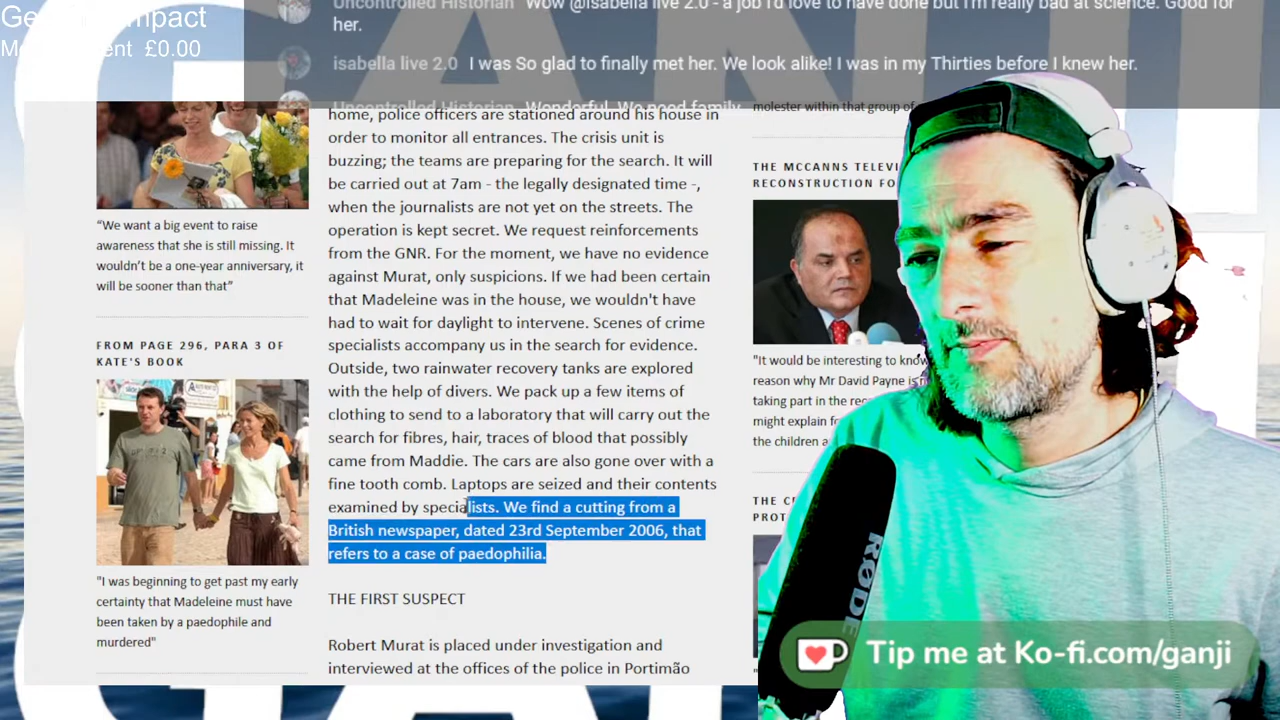 Uncontrolled Historian Wow @isabella live 2.0 - a job I'd love to have done but I'm really bad at science. Good for
her.
isabella live 2.0 I was So glad to finally met her. We look alike! I was in my Thirties before I knew her.
Uncontrolled Historian Wonderful. We need family
£0.00
"We want a big event to raise
awareness that she is still missing. It
wouldn't be a one-year anniversary, it
will be sooner than that"
FROM PAGE 296, PARA 3 OF
KATE'S BOOK
"I was beginning to get past my early
certainty that Madeleine must have
been taken by a paedophile and
murdered"
home, police officers are stationed around his house in
order to monitor all entrances. The crisis unit is
buzzing; the teams are preparing for the search. It will
be carried out at 7am - the legally designated time -,
when the journalists are not yet on the streets. The
operation is kept secret. We request reinforcements
from the GNR. For the moment, we have no evidence
against Murat, only suspicions. If we had been certain
that Madeleine was in the house, we wouldn't have
had to wait for daylight to intervene. Scenes of crime
specialists accompany us in the search for evidence.
Outside, two rainwater recovery tanks are explored
with the help of divers. We pack up a few items of
clothing to send to a laboratory that will carry out the
search for fibres, hair, traces of blood that possibly
came from Maddie. The cars are also gone over with a
fine tooth comb. Laptops are seized and their contents
examined by specialists. We find a cutting from a
British newspaper, dated 23rd September 2006, that
refers to a case of paedophilia.
THE FIRST SUSPECT
Robert Murat is placed under investigation and
interviewed at the offices of the police in Portimão
molester within that group of
THE MCCANNS
RECONSTRUCTION
"It would be interesting to know
reason why Mr David Payne is
taking part in the
might explain
the children
THE
RØDE
Tip me at Ko-fi.com/ganji